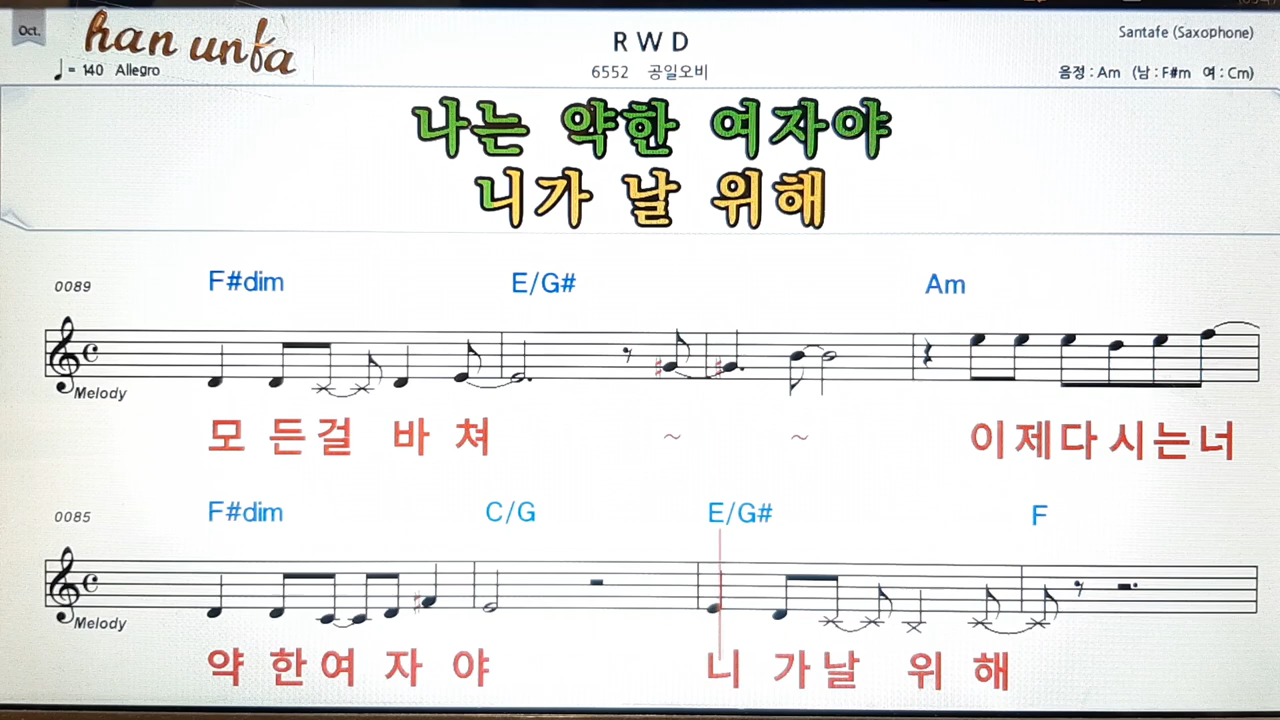 Oct.
han unfa
R W D
Santafe (Saxophone)
♩ = 140 Allegro
6552 공일오비
음정 : Am (남 : F#m 여 : Cm)
나는 약한 여자야
니가 날 위해
0089 F#dim E/G# Am
Melody
모 든걸 바 쳐 ~ ~ 이제다시는너
0085 F#dim C/G E/G# F
Melody
약 한여 자 야 니 가날 위 해